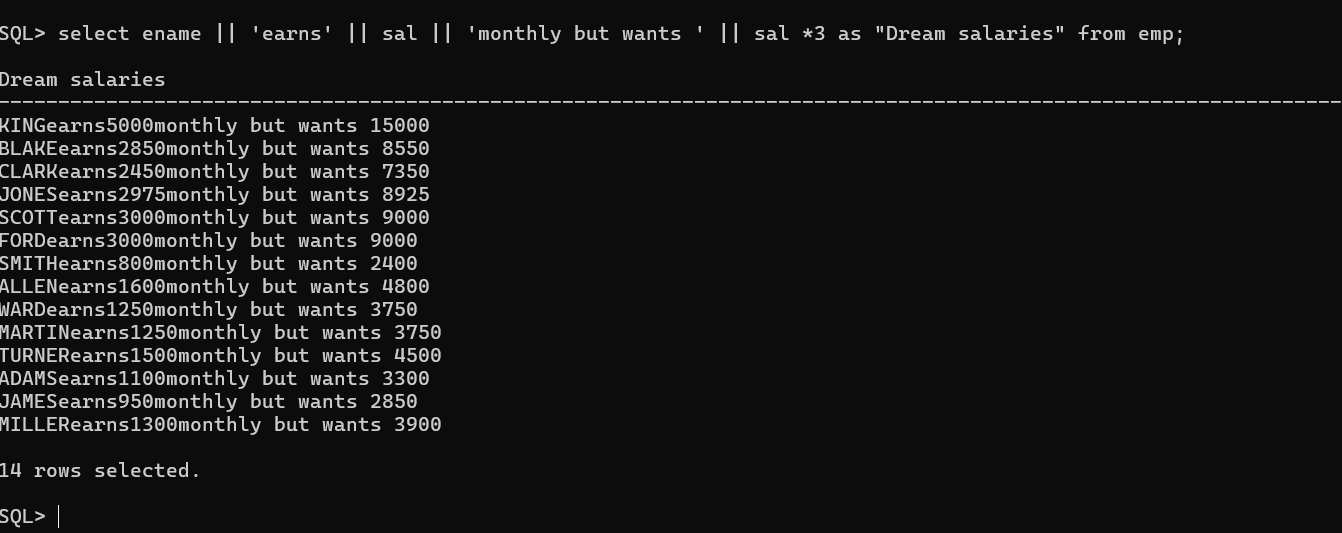 SQL> select ename || 'earns' || sal || 'monthly but wants ' || sal *3 as "Dream salaries" from emp;
Dream salaries
--------------------------------------------------------------------------------------------------------------
KINGearns5000monthly but wants 15000
BLAKEearns2850monthly but wants 8550
CLARKearns2450monthly but wants 7350
JONESearns2975monthly but wants 8925
SCOTTearns3000monthly but wants 9000
FORDearns3000monthly but wants 9000
SMITHearns800monthly but wants 2400
ALLENearns1600monthly but wants 4800
WARDearns1250monthly but wants 3750
MARTINearns1250monthly but wants 3750
TURNERearns1500monthly but wants 4500
ADAMSearns1100monthly but wants 3300
JAMESearns950monthly but wants 2850
MILLERearns1300monthly but wants 3900
14 rows selected.
SQL>